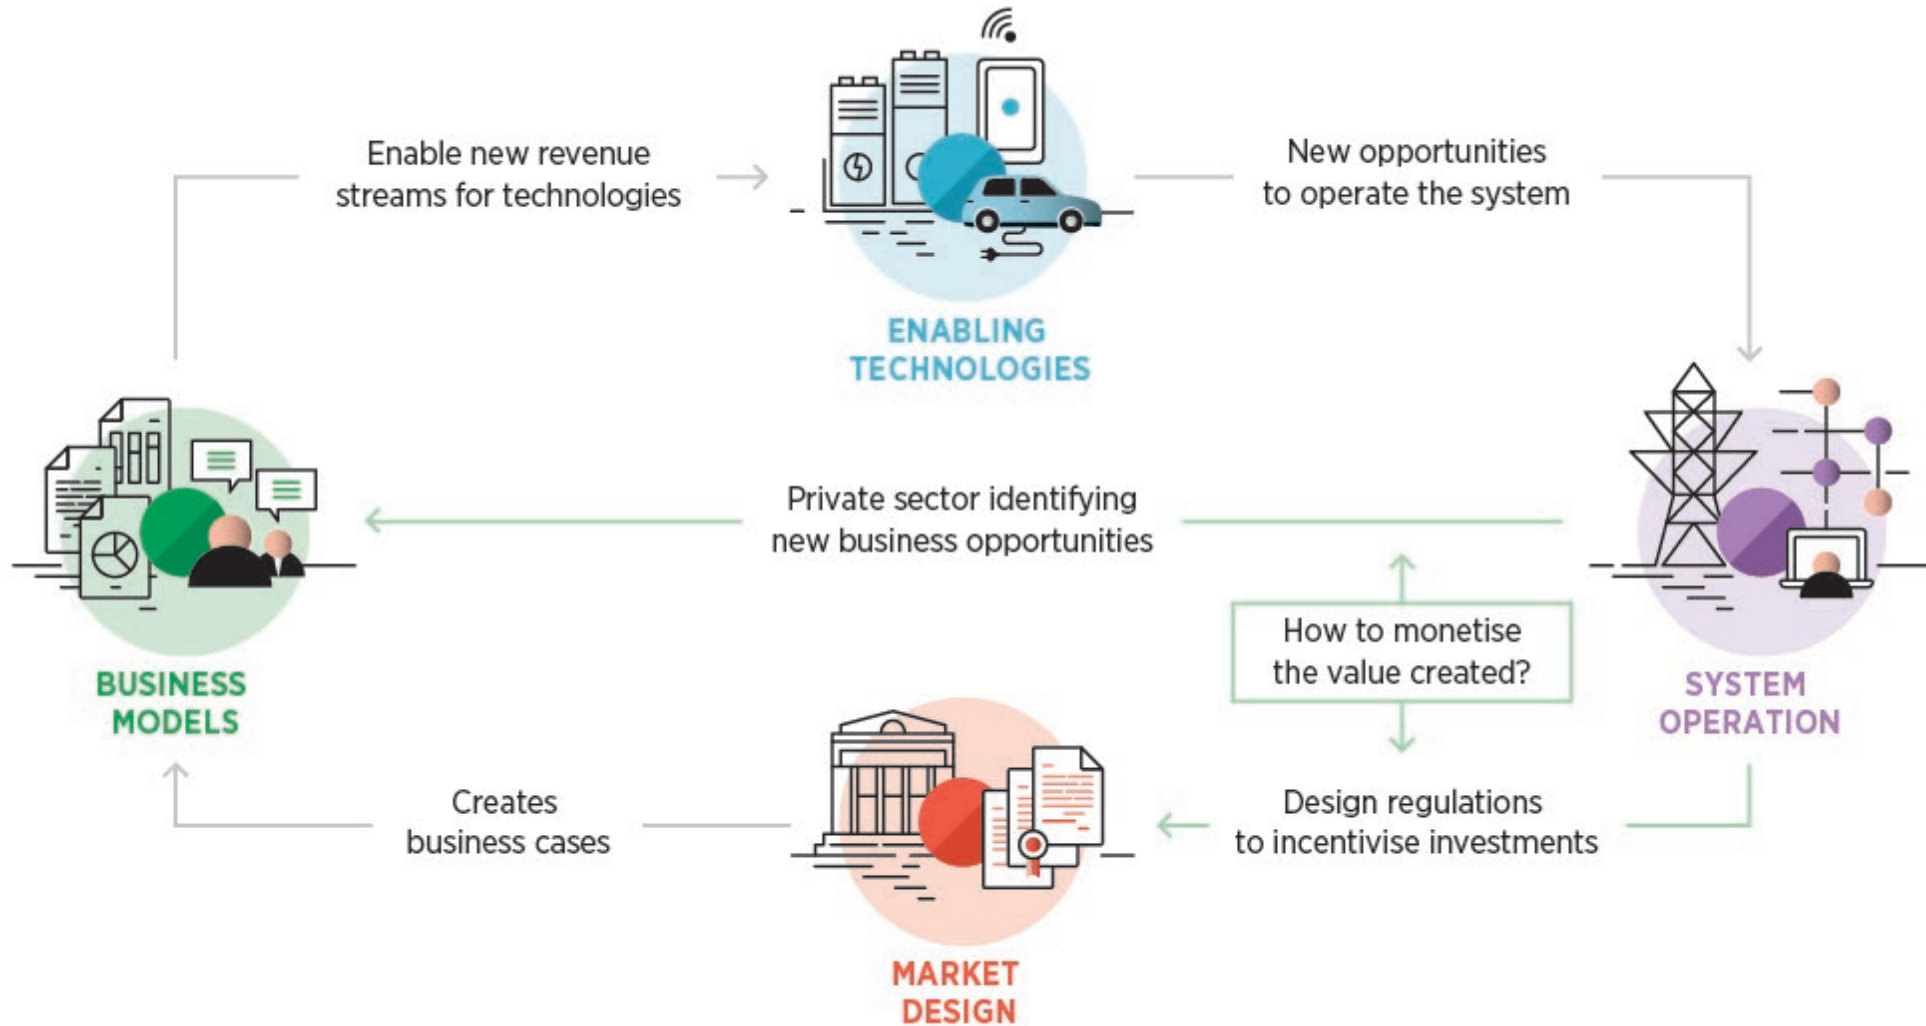 Enable new revenue
streams for technologies
New opportunities
to operate the system
ENABLING
TECHNOLOGIES
Private sector identifying
new business opportunities
How to monetise
the value created?
BUSINESS
MODELS
SYSTEM
OPERATION
Creates
business cases
Design regulations
to incentivise investments
MARKET
DESIGN